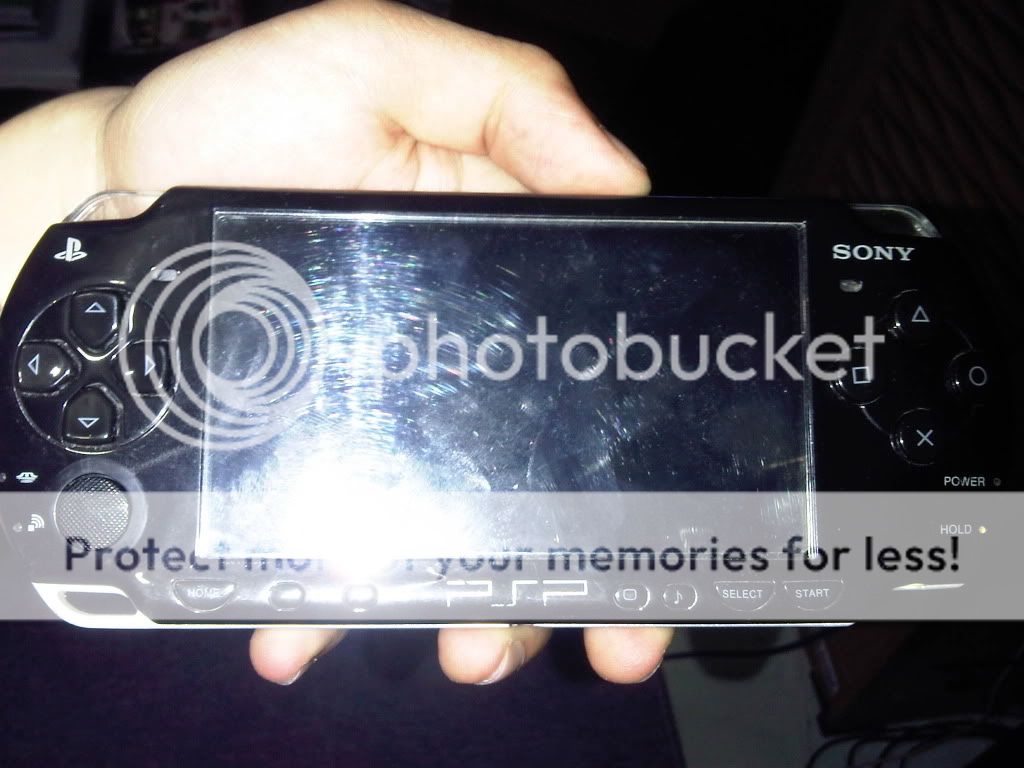 SONY
photobucket
POWER
HOLD
Protect more of your memories for less!
HOME
PSP
SELECT
START